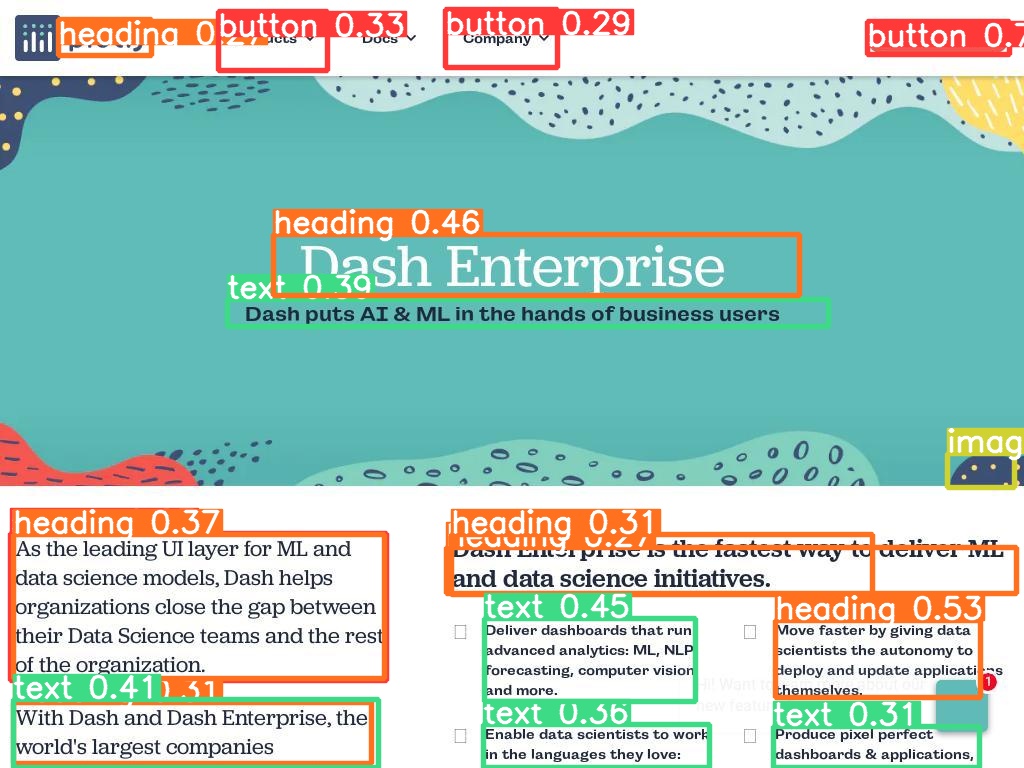 heading 0.27
button 0.33
button 0.29
button 0.7
Docs
Company
heading 0.46
Dash Enterprise
text 0.39
Dash puts AI & ML in the hands of business users
imag
heading 0.37
As the leading UI layer for ML and
data science models, Dash helps
organizations close the gap between
their Data Science teams and the rest
of the organization.
text 0.41
0.31
With Dash and Dash Enterprise, the
world's largest companies
heading 0.31
heading 0.27
Dash Enterprise is the fastest way to deliver ML
and data science initiatives.
text 0.45
Deliver dashboards that run
advanced analytics: ML, NLP
forecasting, computer vision
and more.
heading 0.53
Move faster by giving data
scientists the autonomy to
deploy and update applications
themselves.
Hi! Want to
about our
new featu
1
text 0.36
Enable data scientists to work
in the languages they love:
text 0.31
Produce pixel perfect
dashboards & applications,